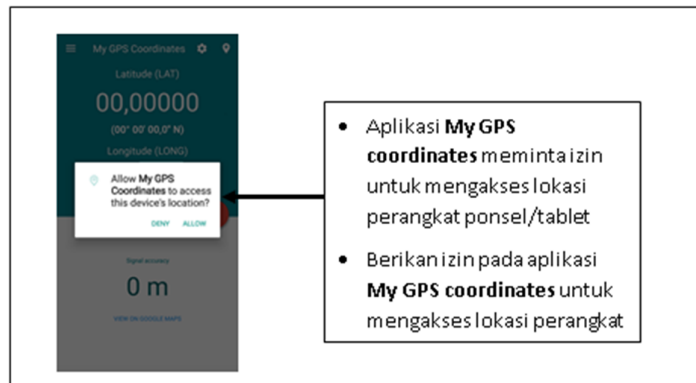 My GPS Coordinates
Latitude (LAT)
00,00000
(00° 00' 00,0" N)
Longitude (LONG)
Allow My GPS
Coordinates to access
this device's location?
DENY ALLOW
Signal accuracy
0 m
VIEW ON GOOGLE MAPS
• Aplikasi My GPS
coordinates meminta izin
untuk mengakses lokasi
perangkat ponsel/tablet
• Berikan izin pada aplikasi
My GPS coordinates untuk
mengakses lokasi perangkat